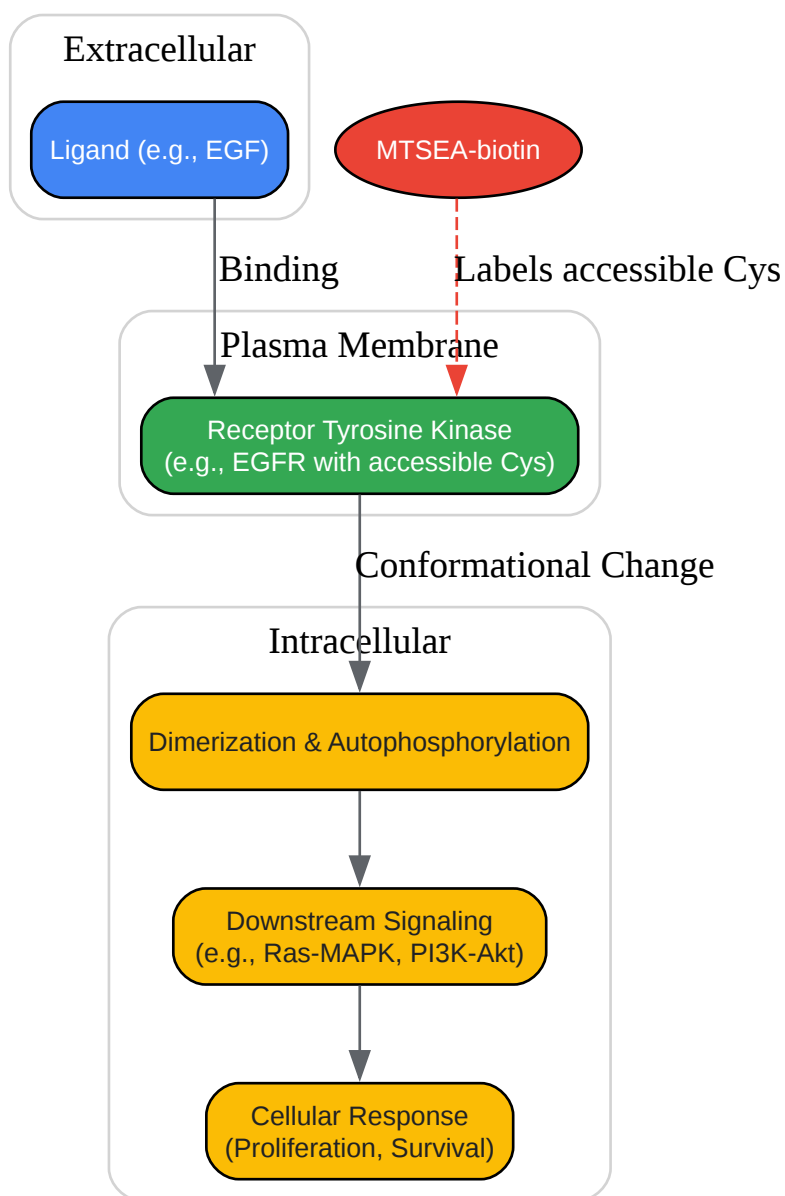 Extracellular
Ligand (e.g., EGF)
MTSEA-biotin
Binding
Labels accessible Cys
Plasma Membrane
Receptor Tyrosine Kinase
(e.g., EGFR with accessible Cys)
Conformational Change
Intracellular
Dimerization & Autophosphorylation
Downstream Signaling
(e.g., Ras-MAPK, PI3K-Akt)
Cellular Response
(Proliferation, Survival)